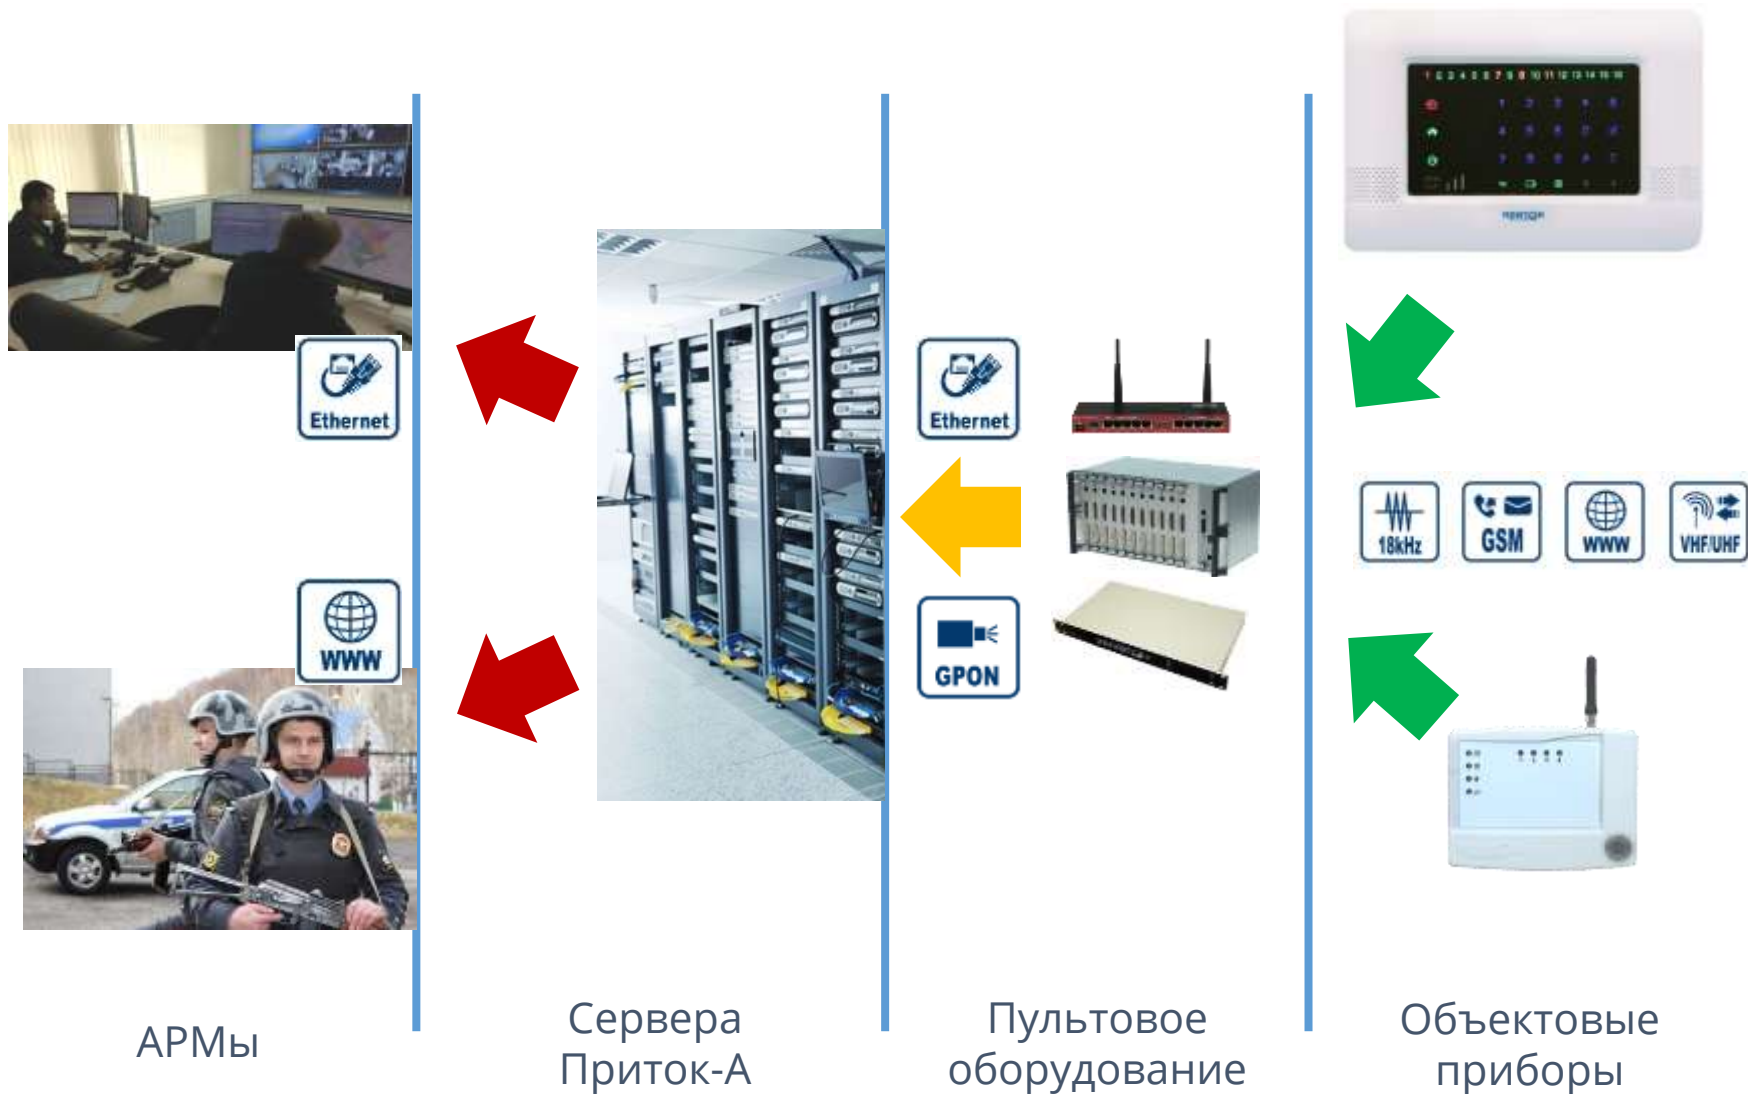 Ethernet
WWW
Ethernet
GPON
18kHz
GSM
WWW
VHF/UHF
АРМы
Сервера
Приток-А
Пультовое
оборудование
Объектовые
приборы